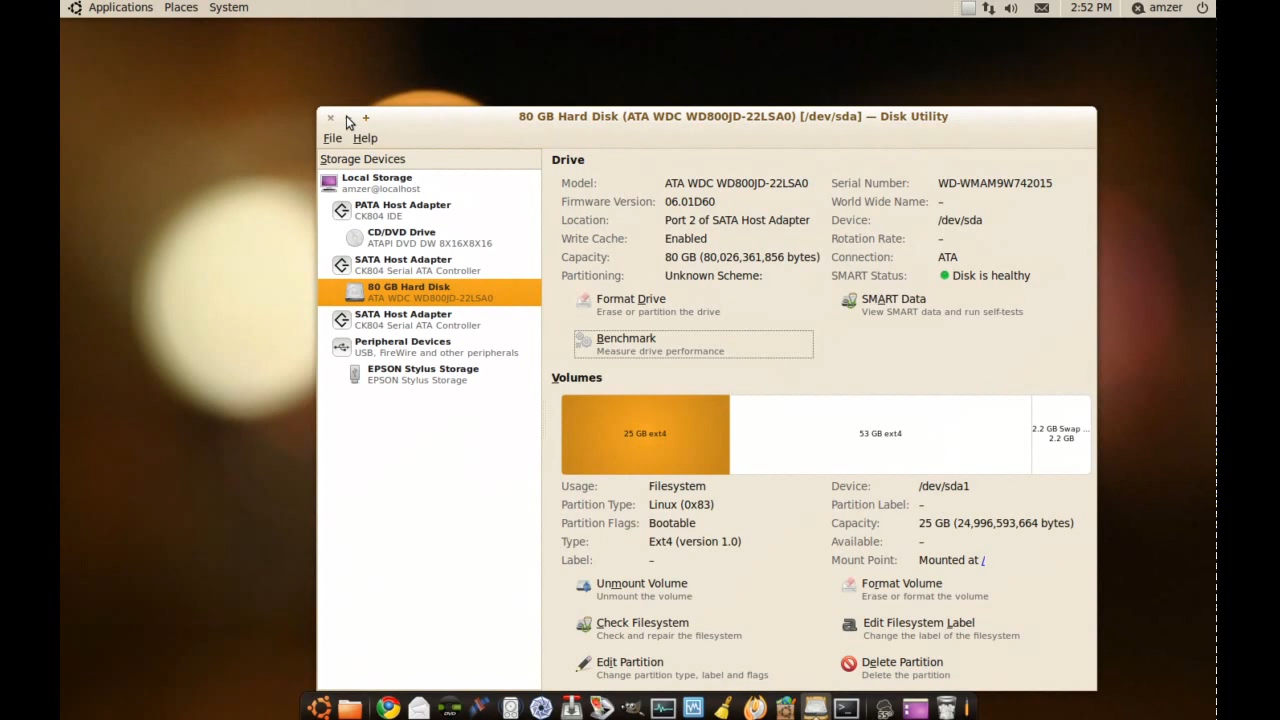 Applications Places System 2:52 PM amzer
80 GB Hard Disk (ATA WDC WD800JD-22LSA0) [/dev/sda] — Disk Utility
File Help
Storage Devices
Local Storage
amzer@localhost
PATA Host Adapter
CK804 IDE
CD/DVD Drive
ATAPI DVD DW 8X16X8X16
SATA Host Adapter
CK804 Serial ATA Controller
80 GB Hard Disk
ATA WDC WD800JD-22LSA0
SATA Host Adapter
CK804 Serial ATA Controller
Peripheral Devices
USB, FireWire and other peripherals
EPSON Stylus Storage
EPSON Stylus Storage
Drive
Model: ATA WDC WD800JD-22LSA0 Serial Number: WD-WMAM9W742015
Firmware Version: 06.01D60 World Wide Name: –
Location: Port 2 of SATA Host Adapter Device: /dev/sda
Write Cache: Enabled Rotation Rate: –
Capacity: 80 GB (80,026,361,856 bytes) Connection: ATA
Partitioning: Unknown Scheme: SMART Status: Disk is healthy
Format Drive SMART Data
Erase or partition the drive View SMART data and run self-tests
Benchmark
Measure drive performance
Volumes
25 GB ext4 53 GB ext4 2.2 GB Swap ...
2.2 GB
Usage: Filesystem Device: /dev/sda1
Partition Type: Linux (0x83) Partition Label: –
Partition Flags: Bootable Capacity: 25 GB (24,996,593,664 bytes)
Type: Ext4 (version 1.0) Available: –
Label: – Mount Point: Mounted at /
Unmount Volume Format Volume
Unmount the volume Erase or format the volume
Check Filesystem Edit Filesystem Label
Check and repair the filesystem Change the label of the filesystem
Edit Partition Delete Partition
Change partition type, label and flags Delete the partition
DVD